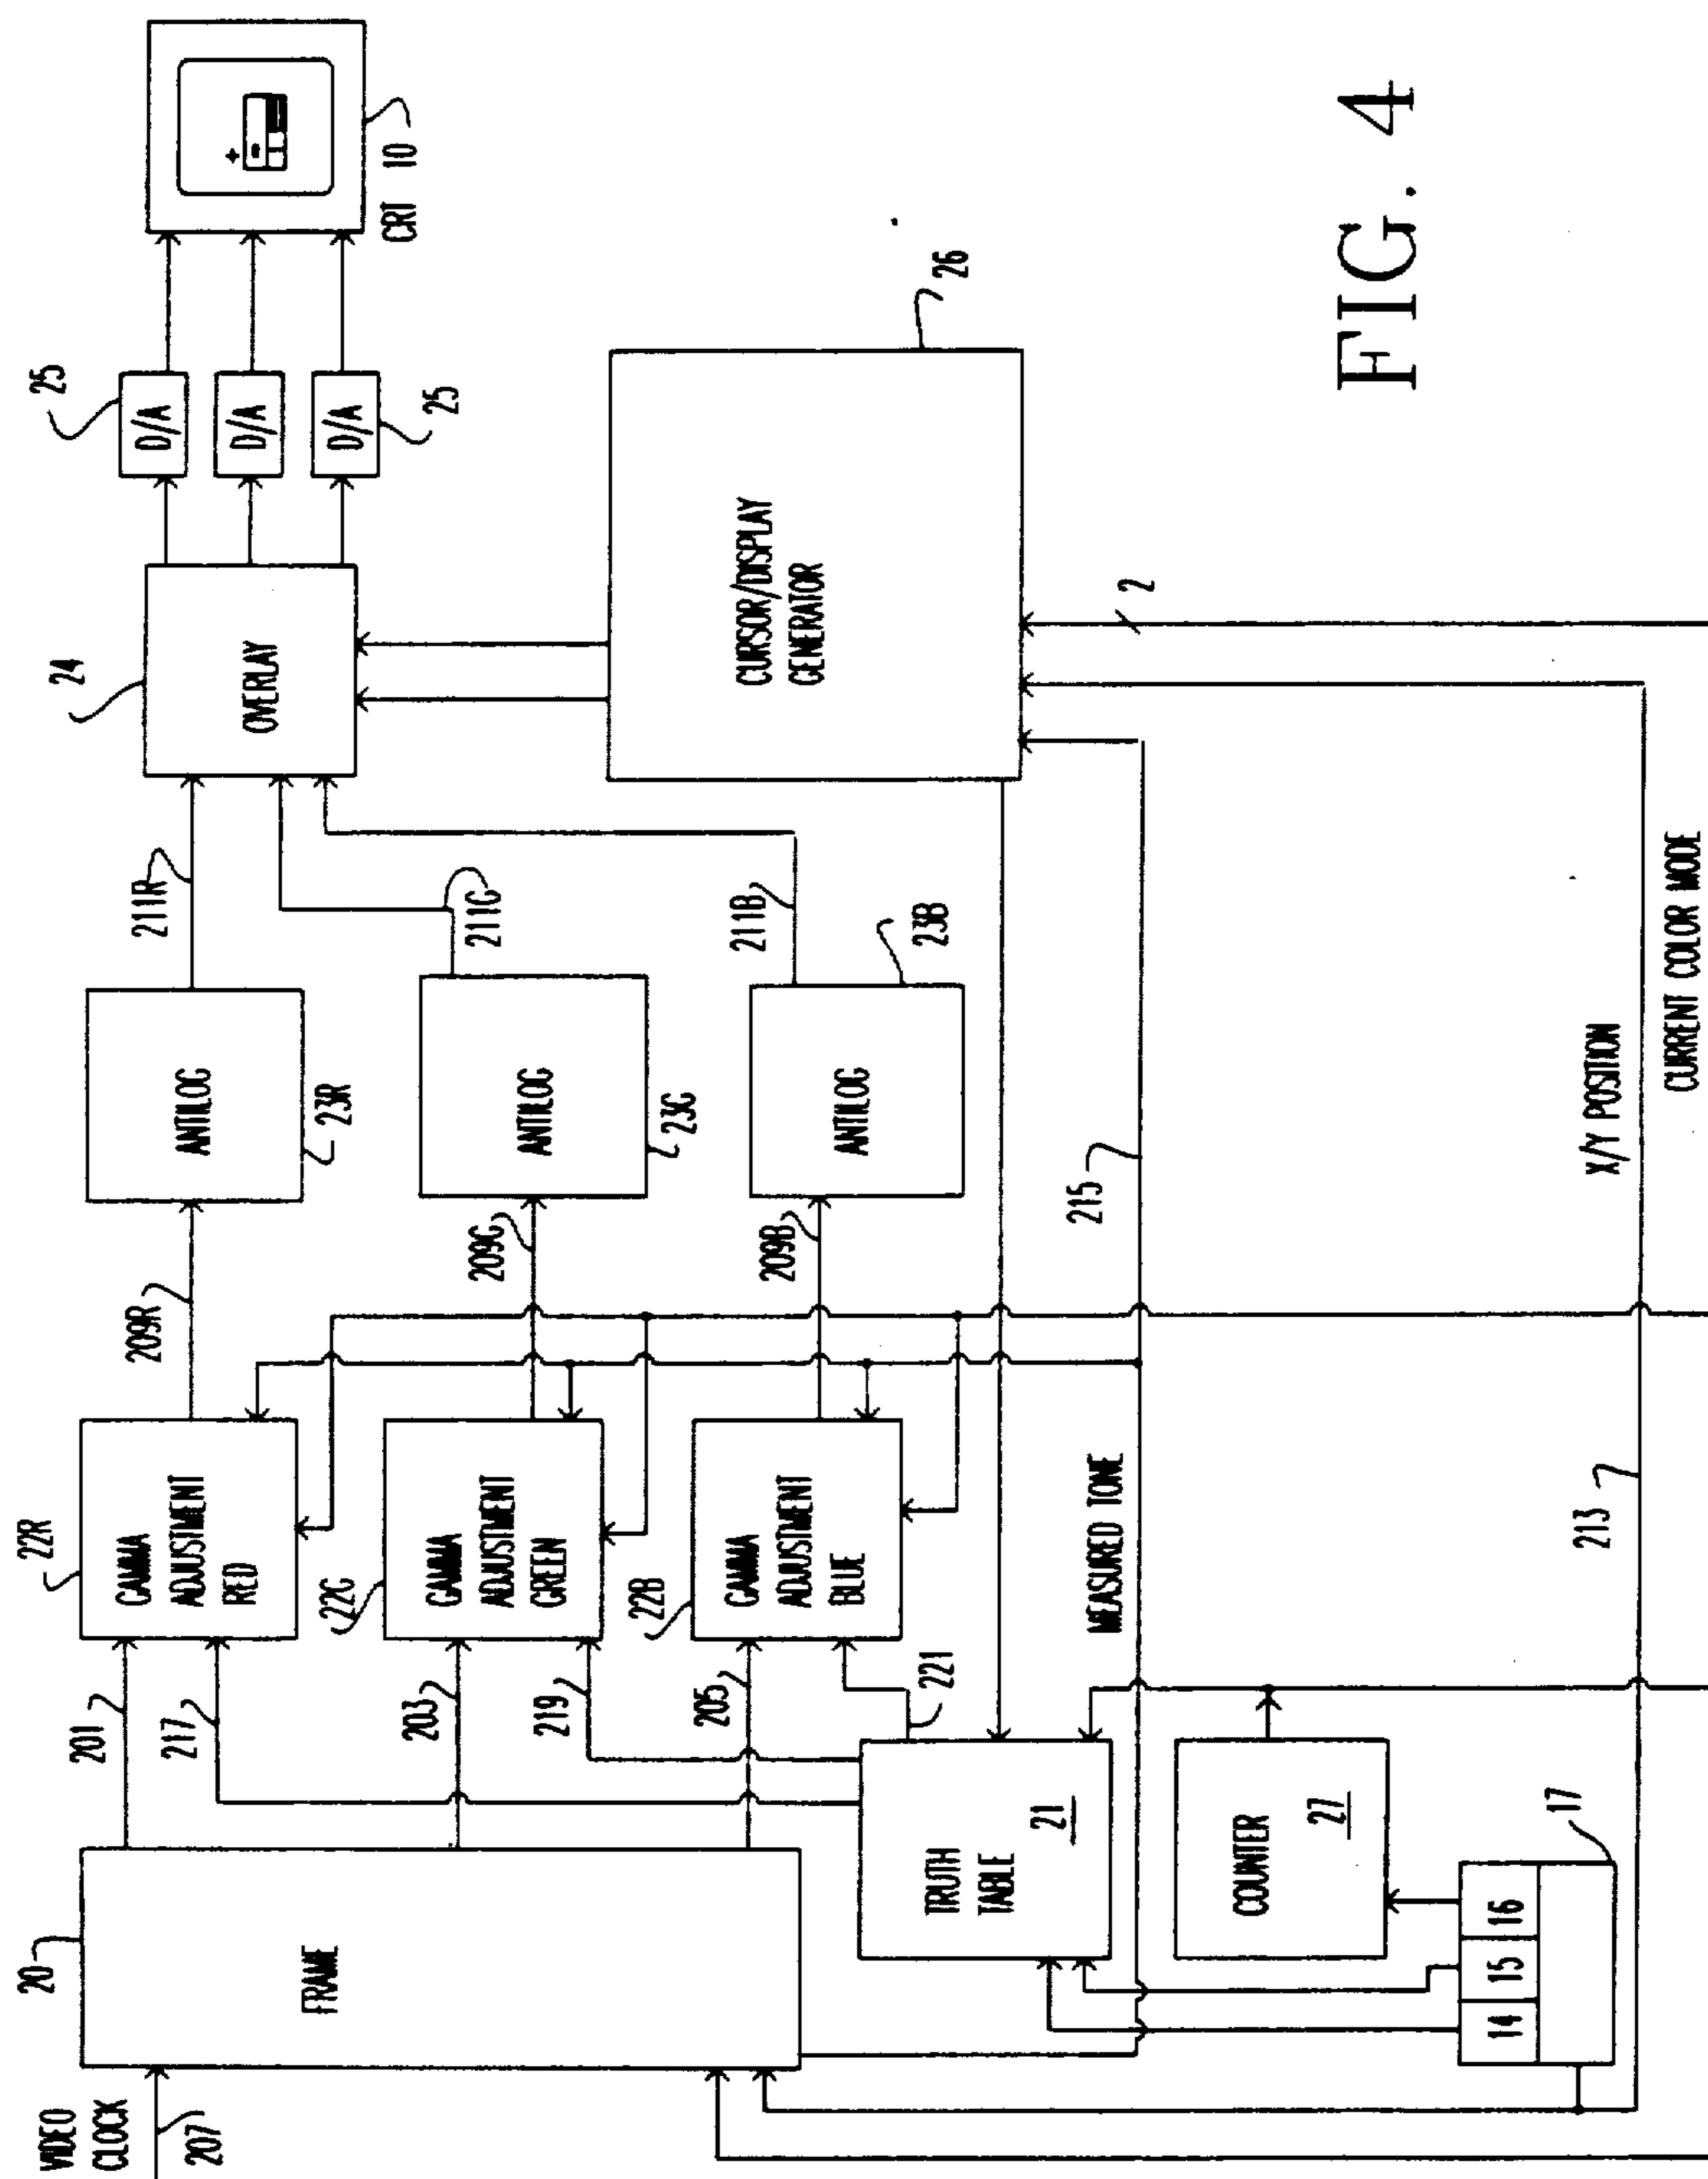 VIDEO
CLOCK
207
20
FRAME
201
217
203
219
205
221
22R
GAMMA
ADJUSTMENT
RED
22G
GAMMA
ADJUSTMENT
GREEN
22B
GAMMA
ADJUSTMENT
BLUE
TRUTH
TABLE
21
COUNTER
27
14
15
16
17
MEASURED TONE
213
215
209R
209G
209B
ANTILOG
23R
ANTILOG
23G
ANTILOG
23B
211R
211G
211B
24
OVERLAY
25
D/A
D/A
D/A
25
CRT 10
+
-
CURSOR/DISPLAY
GENERATOR
26
2
X/Y POSITION
CURRENT COLOR MODE
FIG. 4